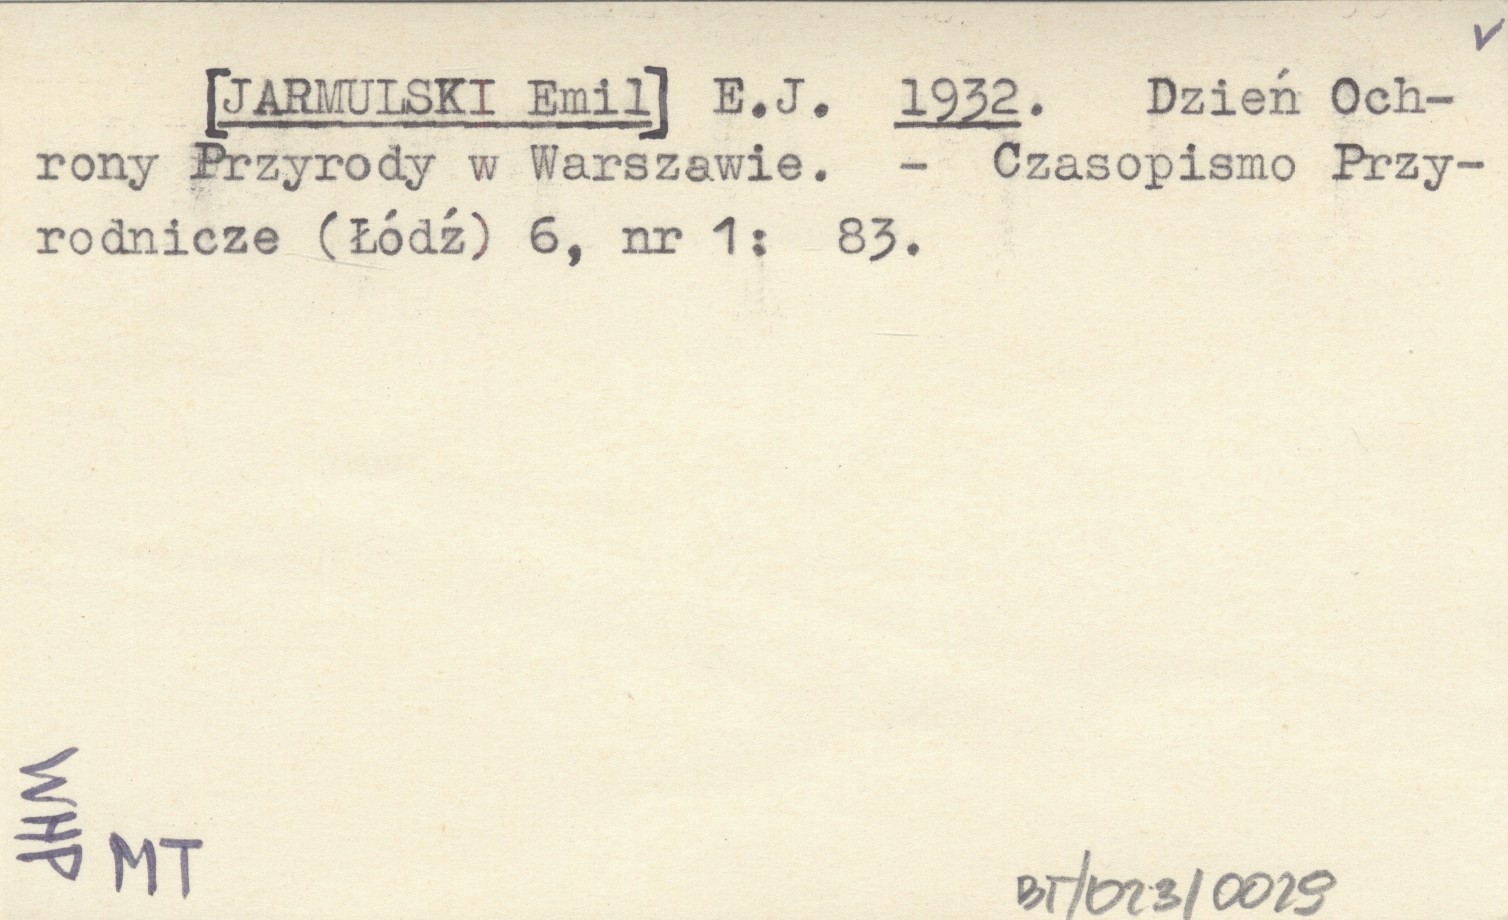 [JARMULSKI Emil] E.J. 1932. Dzień Och-
rony Przyrody w Warszawie. - Czasopismo Przy-
rodnicze (Łódź) 6, nr 1: 83.
WHP
MT
BT/023/0029